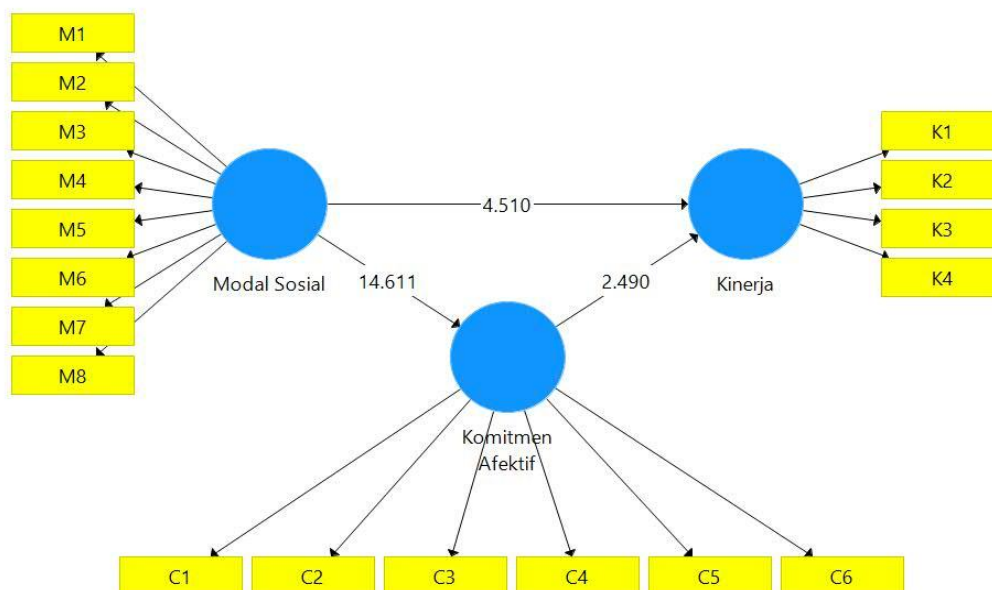 M1
M2
M3
M4
M5
M6
M7
M8
Modal Sosial
4.510
14.611
2.490
Kinerja
K1
K2
K3
K4
Komitmen
Afektif
C1
C2
C3
C4
C5
C6